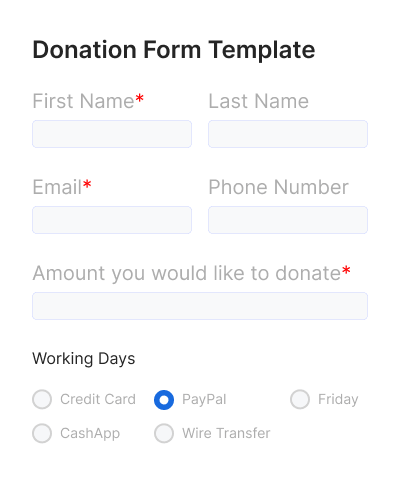 Donation Form Template
First Name* Last Name
Email* Phone Number
Amount you would like to donate*
Working Days
Credit Card PayPal Friday
CashApp Wire Transfer